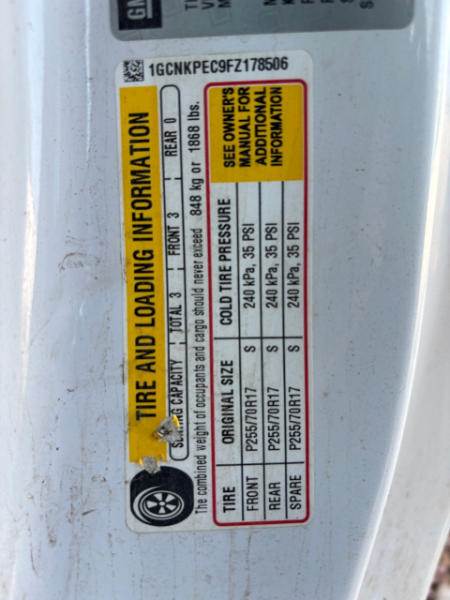 GM
1GCNKPEC9FZ178506
TIRE AND LOADING INFORMATION
CAPACITY TOTAL 3 FRONT 3 REAR 0
The combined weight of occupants and cargo should never exceed 848 kg or 1868 lbs.
TIRE ORIGINAL SIZE COLD TIRE PRESSURE
FRONT P255/70R17 S 240 kPa, 35 PSI
REAR P255/70R17 S 240 kPa, 35 PSI
SPARE P255/70R17 S 240 kPa, 35 PSI
SEE OWNER'S
MANUAL FOR
ADDITIONAL
INFORMATION